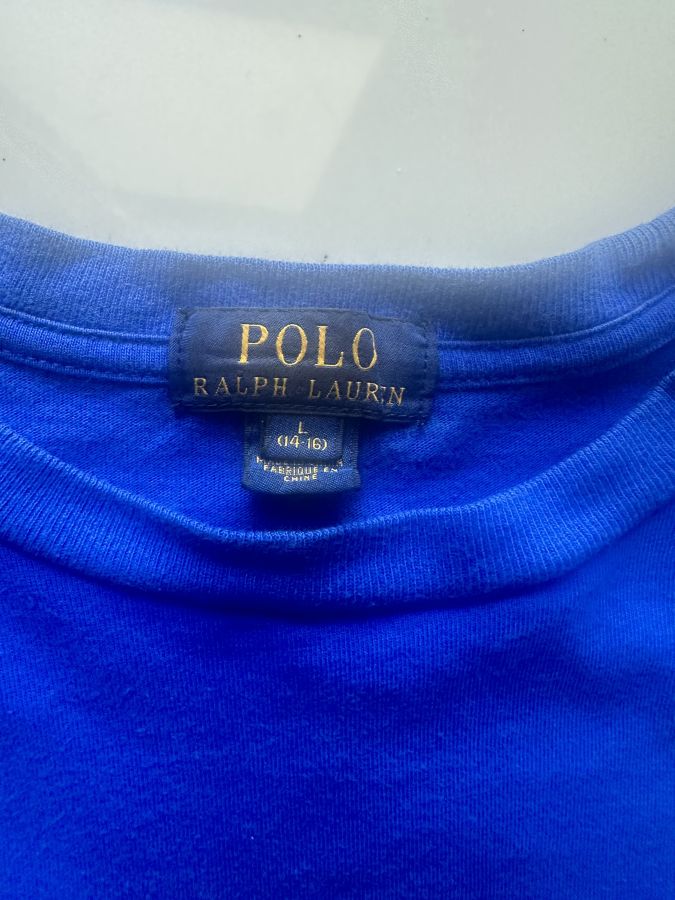 POLO
RALPH LAUREN
L
(14-16)
FABRIQUE EN
CHINE